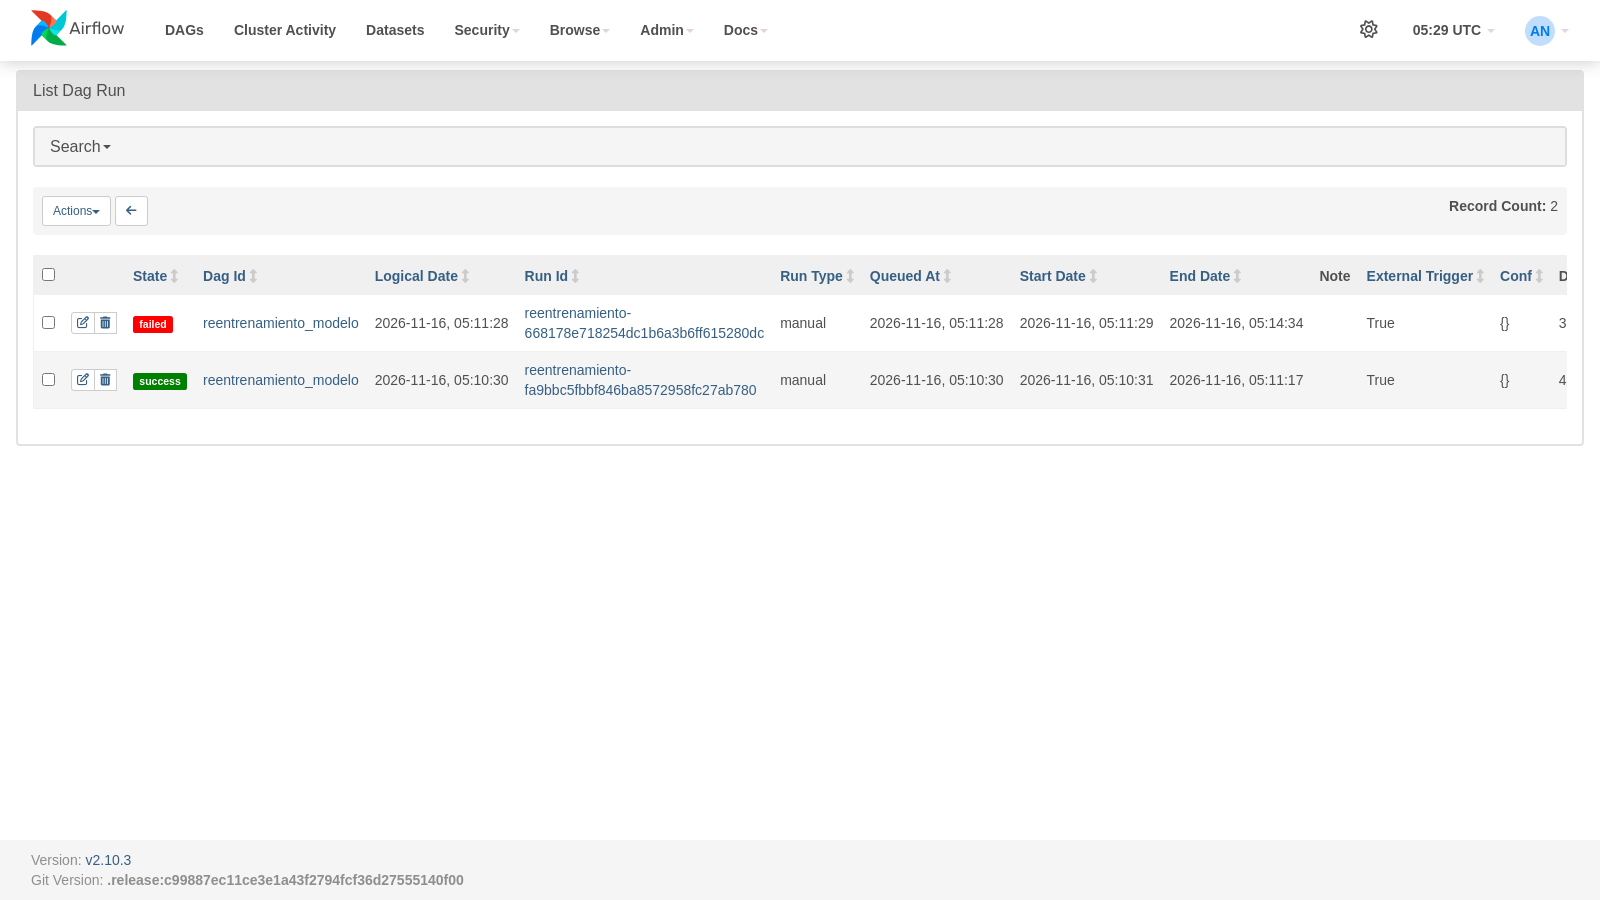 Airflow DAGs Cluster Activity Datasets Security Browse Admin Docs 05:29 UTC AN
List Dag Run
Search
Actions Record Count: 2
State Dag Id Logical Date Run Id Run Type Queued At Start Date End Date Note External Trigger Conf D
failed reentrenamiento_modelo 2026-11-16, 05:11:28 reentrenamiento-
668178e718254dc1b6a3b6ff615280dc manual 2026-11-16, 05:11:28 2026-11-16, 05:11:29 2026-11-16, 05:14:34 True {} 3
success reentrenamiento_modelo 2026-11-16, 05:10:30 reentrenamiento-
fa9bbc5fbbf846ba8572958fc27ab780 manual 2026-11-16, 05:10:30 2026-11-16, 05:10:31 2026-11-16, 05:11:17 True {} 4
Version: v2.10.3
Git Version: .release:c99887ec11ce3e1a43f2794fcf36d27555140f00